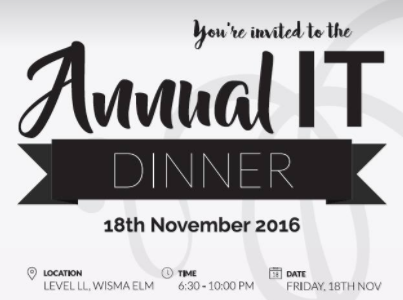 You're invited to the
Annual IT
DINNER
18th November 2016
LOCATION
LEVEL LL, WISMA ELM
TIME
6:30 - 10:00 PM
DATE
FRIDAY, 18TH NOV